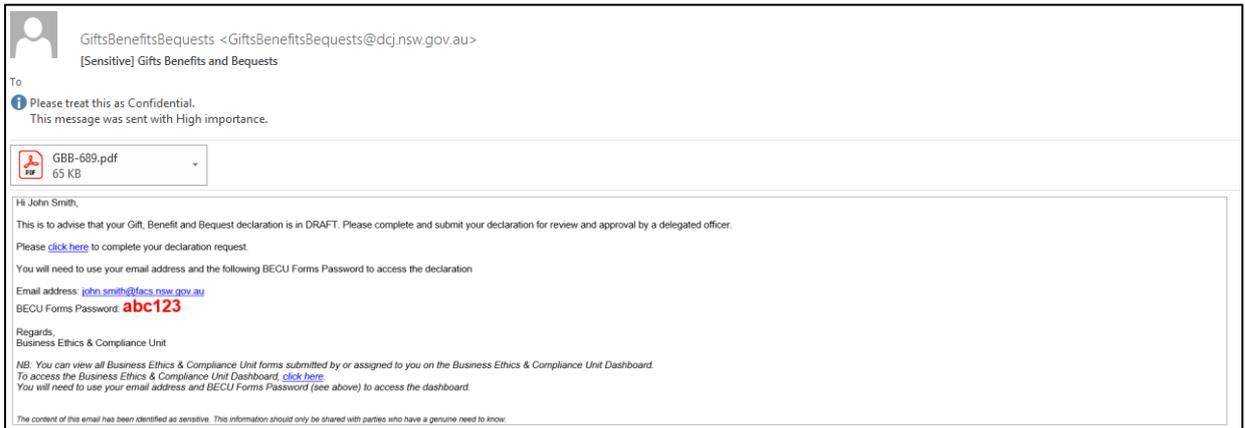 GiftsBenefitsBequests <GiftsBenefitsBequests@dcj.nsw.gov.au>
[Sensitive] Gifts Benefits and Bequests
To
Please treat this as Confidential.
This message was sent with High importance.
GBB-689.pdf
65 KB
Hi John Smith,
This is to advise that your Gift, Benefit and Bequest declaration is in DRAFT. Please complete and submit your declaration for review and approval by a delegated officer.
Please click here to complete your declaration request.
You will need to use your email address and the following BECU Forms Password to access the declaration
Email address: john.smith@facs.nsw.gov.au
BECU Forms Password: abc123
Regards,
Business Ethics & Compliance Unit
NB: You can view all Business Ethics & Compliance Unit forms submitted by or assigned to you on the Business Ethics & Compliance Unit Dashboard.
To access the Business Ethics & Compliance Unit Dashboard, click here.
You will need to use your email address and BECU Forms Password (see above) to access the dashboard.
The content of this email has been identified as sensitive. This information should only be shared with parties who have a genuine need to know.